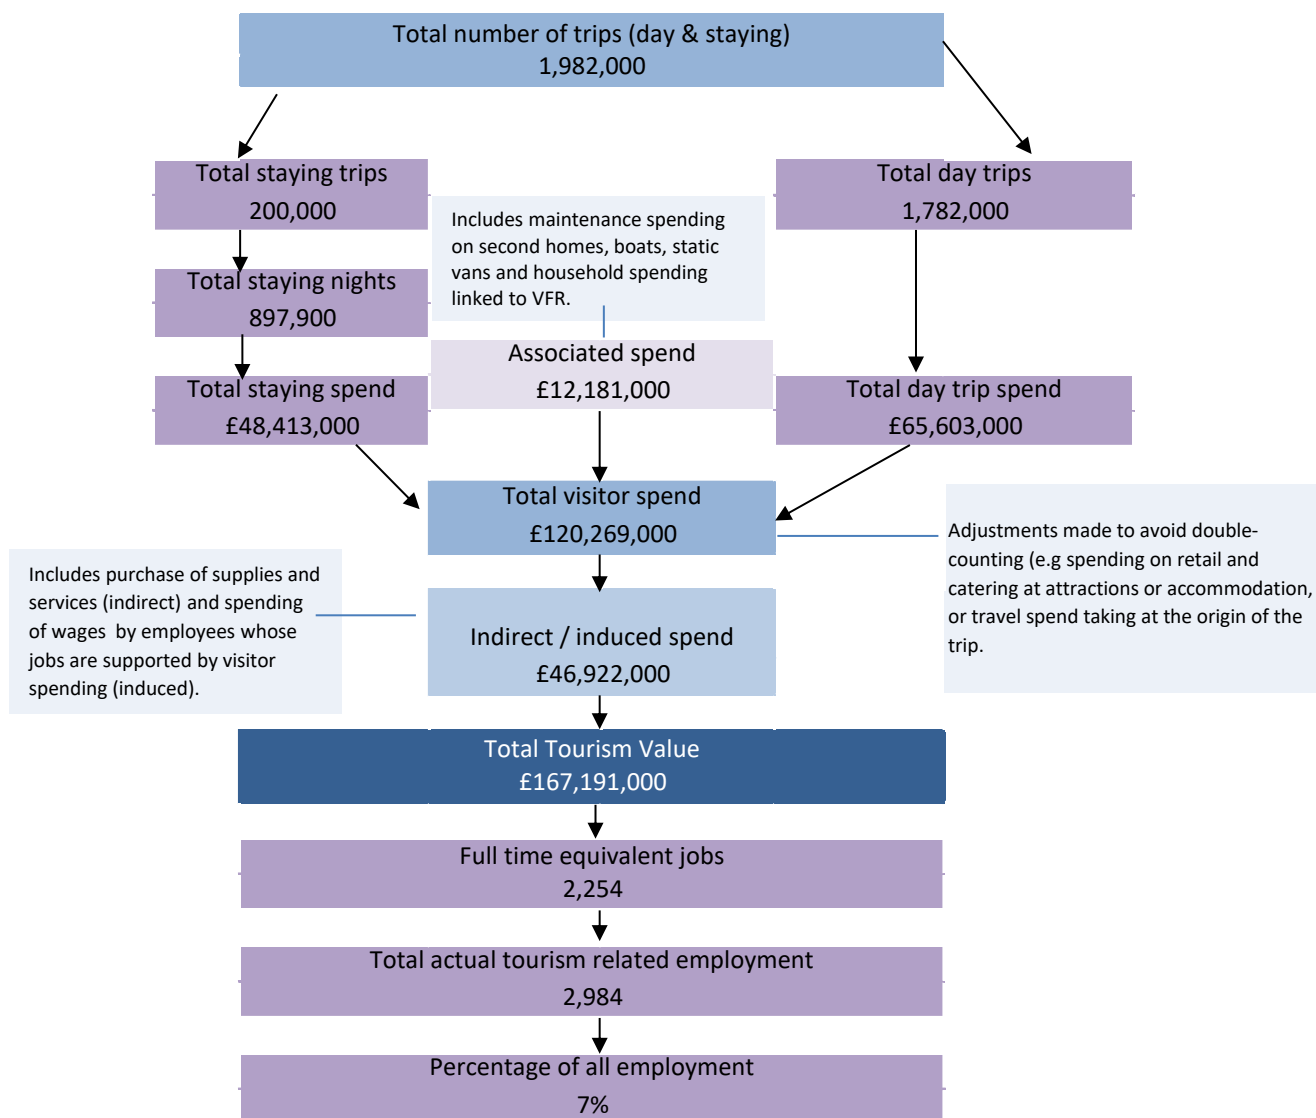 Total number of trips (day & staying)
1,982,000
Total staying trips
200,000
Total day trips
1,782,000
Includes maintenance spending
on second homes, boats, static
vans and household spending
linked to VFR.
Total staying nights
897,900
Associated spend
£12,181,000
Total staying spend
£48,413,000
Total day trip spend
£65,603,000
Total visitor spend
£120,269,000
Adjustments made to avoid double-
counting (e.g spending on retail and
catering at attractions or accommodation,
or travel spend taking at the origin of the
trip.
Includes purchase of supplies and
services (indirect) and spending
of wages by employees whose
jobs are supported by visitor
spending (induced).
Indirect / induced spend
£46,922,000
Total Tourism Value
£167,191,000
Full time equivalent jobs
2,254
Total actual tourism related employment
2,984
Percentage of all employment
7%